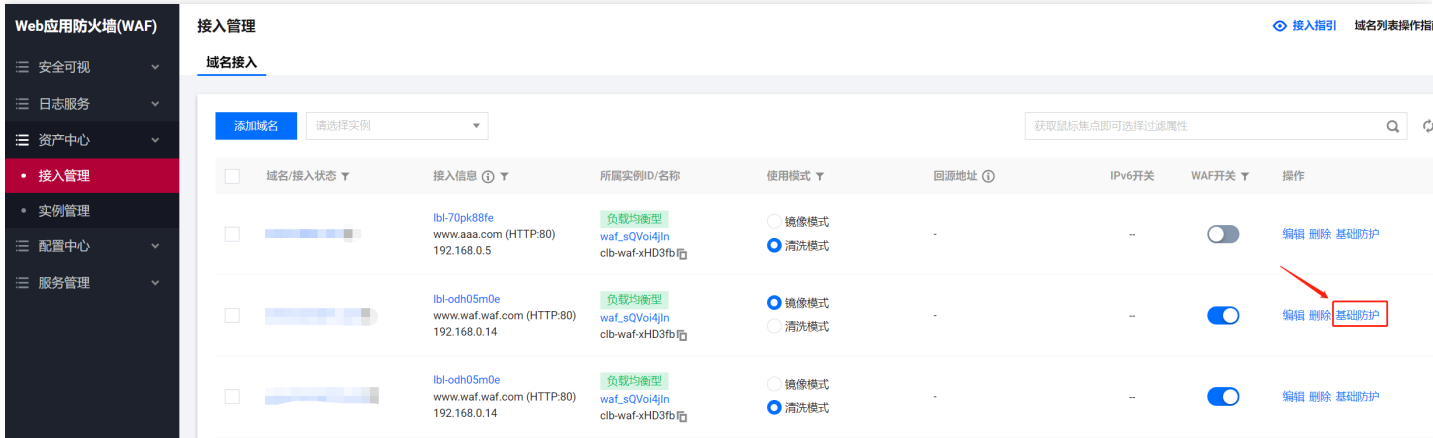 Web应用防火墙(WAF)
安全可视
日志服务
资产中心
接入管理
实例管理
配置中心
服务管理
接入管理
接入指引 域名列表操作指
域名接入
添加域名 请选择实例 获取鼠标焦点即可选择过滤属性
域名/接入状态 接入信息 所属实例ID/名称 使用模式 回源地址 IPv6开关 WAF开关 操作
lbl-70pk88fe
www.aaa.com (HTTP:80)
192.168.0.5
负载均衡型
waf_sQVoi4jIn
clb-waf-xHD3fb
镜像模式
清洗模式
- -- 编辑 删除 基础防护
lbl-odh05m0e
www.waf.waf.com (HTTP:80)
192.168.0.14
负载均衡型
waf_sQVoi4jIn
clb-waf-xHD3fb
镜像模式
清洗模式
- -- 编辑 删除 基础防护
lbl-odh05m0e
www.waf.waf.com (HTTP:80)
192.168.0.14
负载均衡型
waf_sQVoi4jIn
clb-waf-xHD3fb
镜像模式
清洗模式
- -- 编辑 删除 基础防护